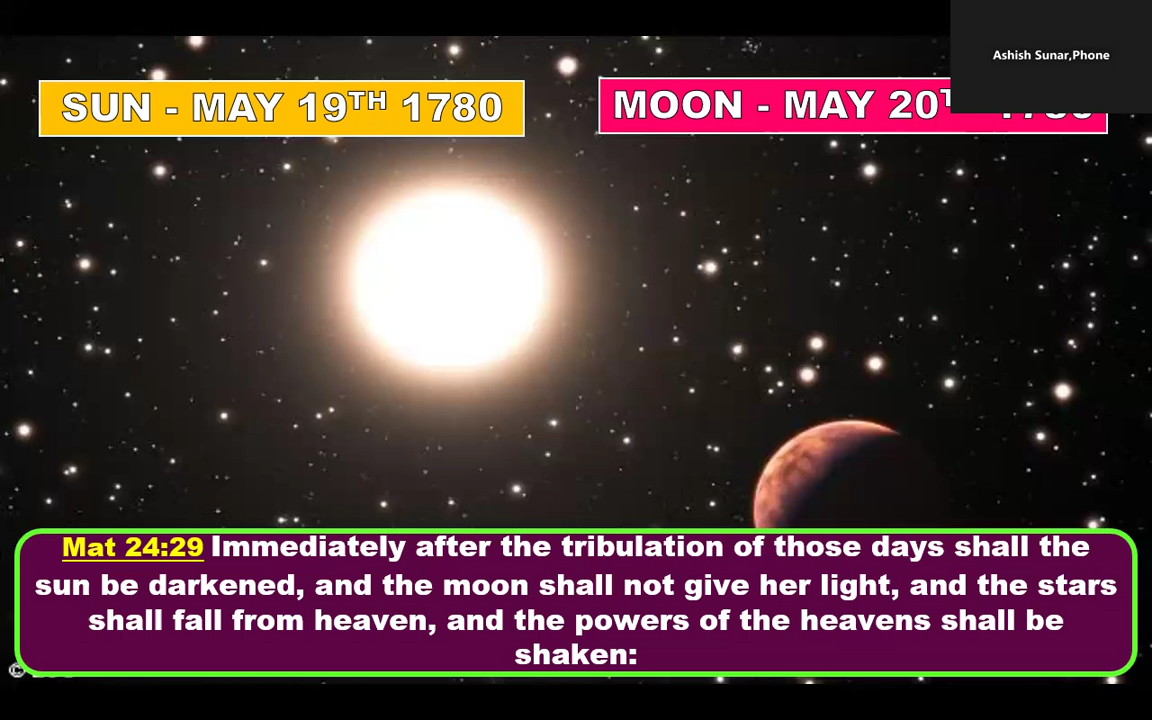 Ashish Sunar,Phone
SUN - MAY 19TH 1780
MOON - MAY 20
Mat 24:29 Immediately after the tribulation of those days shall the
sun be darkened, and the moon shall not give her light, and the stars
shall fall from heaven, and the powers of the heavens shall be
shaken:
©